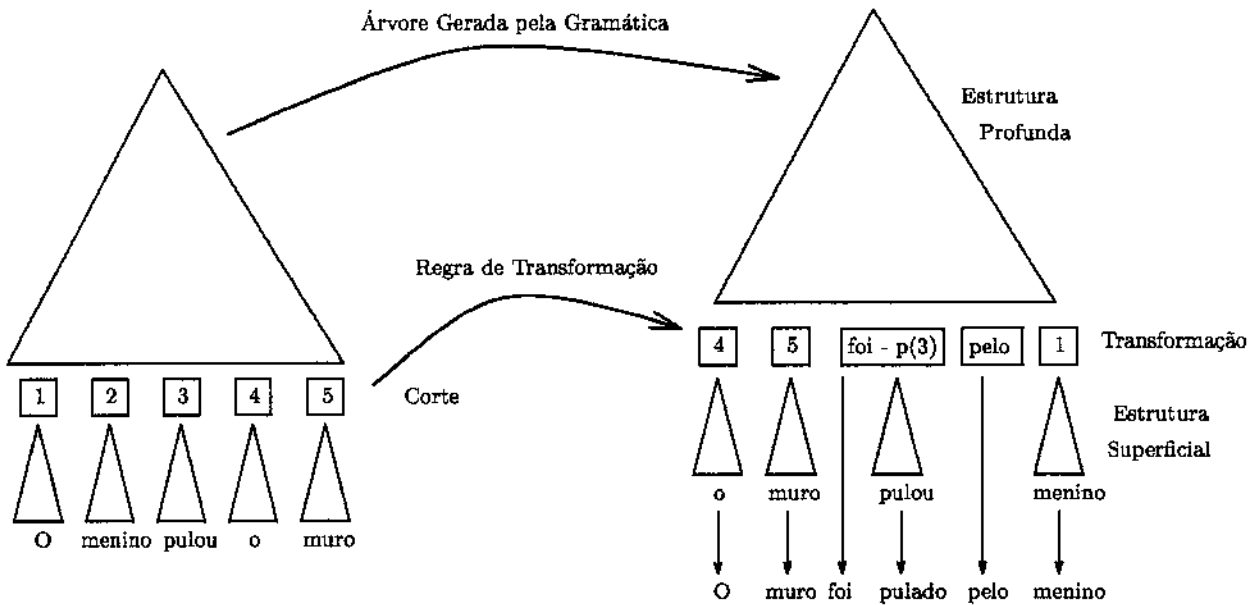 Árvore Gerada pela Gramática
Estrutura
Profunda
Regra de Transformação
4 5 foi - p(3) pelo 1 Transformação
1 2 3 4 5 Corte
Estrutura
Superficial
o muro pulou menino
O menino pulou o muro
O muro foi pulado pelo menino